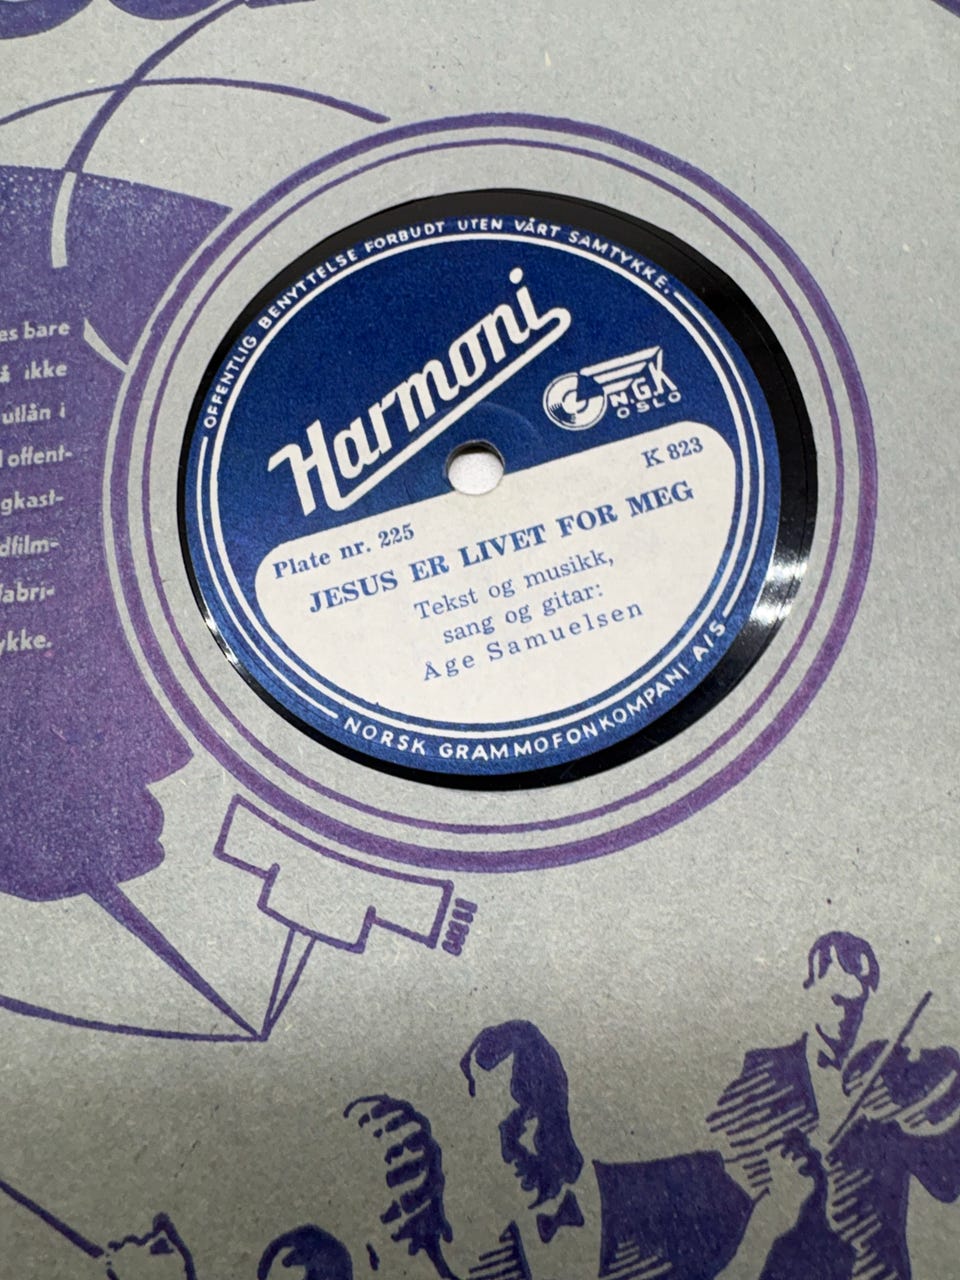 OFFENTLIG BENYTTELSE FORBUDT UTEN VÅRT SAMTYKKE.
Harmoni
N.G.K
OSLO
K 823
Plate nr. 225
JESUS ER LIVET FOR MEG
Tekst og musikk,
sang og gitar:
Åge Samuelsen
NORSK GRAMMOFONKOMPANI A/S
es bare
å ikke
utlån i
l offent-
gkast-
dfilm-
fabri-
ykke.